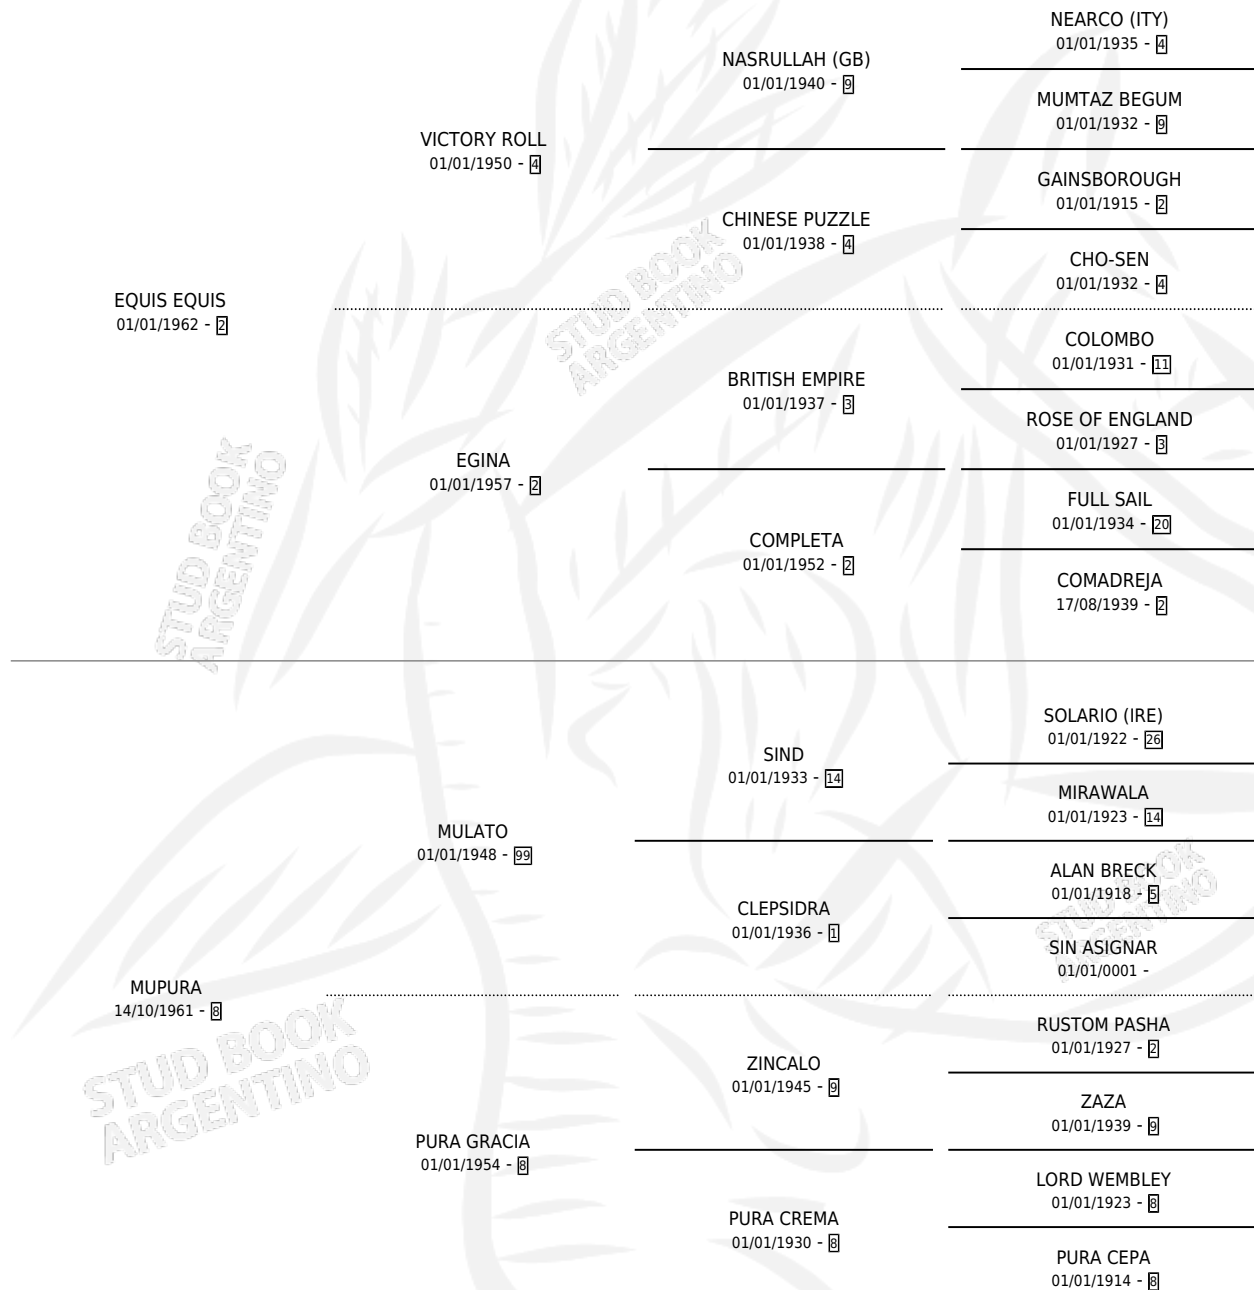 NEARCO (ITY)
01/01/1935 - 4
NASRULLAH (GB)
01/01/1940 - 9
MUMTAZ BEGUM
01/01/1932 - 9
VICTORY ROLL
01/01/1950 - 4
GAINSBOROUGH
01/01/1915 - 2
CHINESE PUZZLE
01/01/1938 - 4
CHO-SEN
01/01/1932 - 4
EQUIS EQUIS
01/01/1962 - 2
COLOMBO
01/01/1931 - 11
BRITISH EMPIRE
01/01/1937 - 3
ROSE OF ENGLAND
01/01/1927 - 3
EGINA
01/01/1957 - 2
FULL SAIL
01/01/1934 - 20
COMPLETA
01/01/1952 - 2
COMADREJA
17/08/1939 - 2
SOLARIO (IRE)
01/01/1922 - 26
SIND
01/01/1933 - 14
MIRAWALA
01/01/1923 - 14
MULATO
01/01/1948 - 99
ALAN BRECK
01/01/1918 - 5
CLEPSIDRA
01/01/1936 - 1
SIN ASIGNAR
01/01/0001 -
MUPURA
14/10/1961 - 8
RUSTOM PASHA
01/01/1927 - 2
ZINCALO
01/01/1945 - 9
ZAZA
01/01/1939 - 9
PURA GRACIA
01/01/1954 - 8
LORD WEMBLEY
01/01/1923 - 8
PURA CREMA
01/01/1930 - 8
PURA CEPA
01/01/1914 - 8
STUD BOOK
ARGENTINO
STUD BOOK
ARGENTINO
STUD BOOK
ARGENTINO
STUD BOOK
ARGENTINO